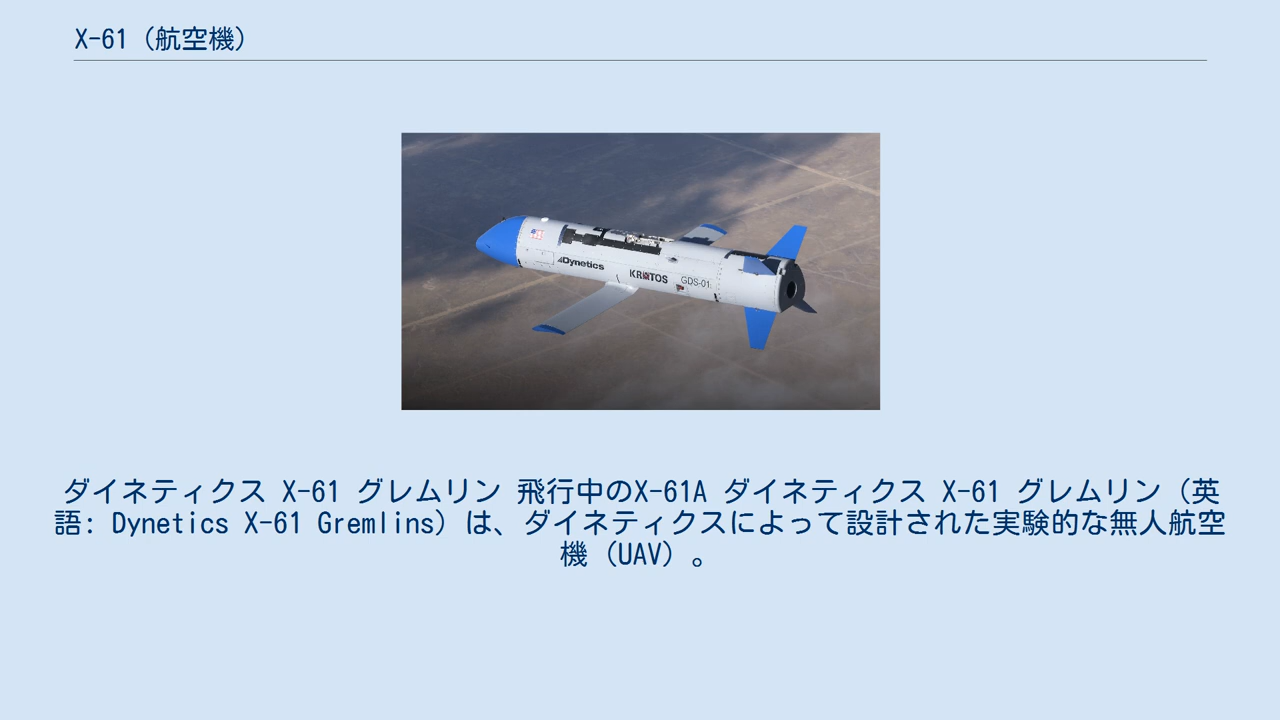 X-61（航空機）
Dynetics
KRATOS
GDS-01
ダイネティクス X-61 グレムリン 飛行中のX-61A ダイネティクス X-61 グレムリン（英
語: Dynetics X-61 Gremlins）は、ダイネティクスによって設計された実験的な無人航空
機（UAV）。